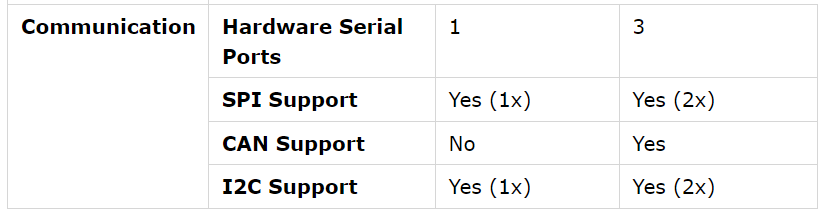 Communication Hardware Serial Ports 1 3
SPI Support Yes (1x) Yes (2x)
CAN Support No Yes
I2C Support Yes (1x) Yes (2x)